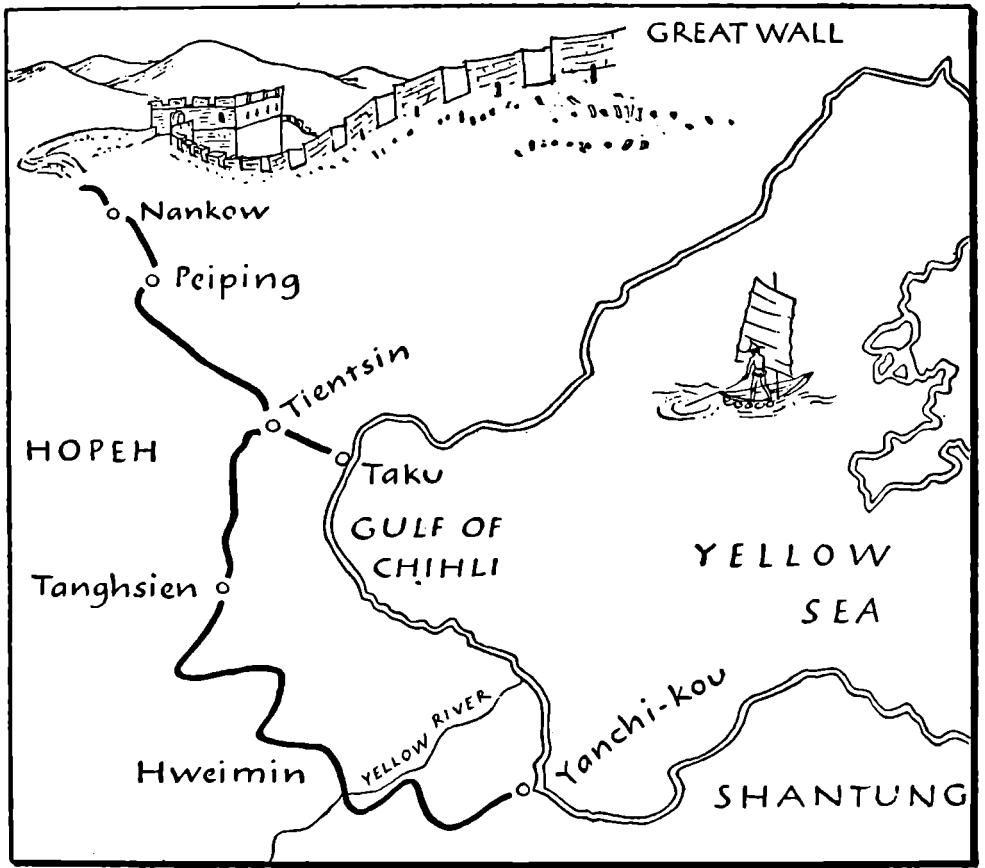 GREAT WALL
Nankow
Peiping
Tientsin
HOPEH
Taku
GULF OF
CHIHLI
YELLOW
SEA
Tanghsien
YELLOW RIVER
Yanchi-kou
Hweimin
SHANTUNG